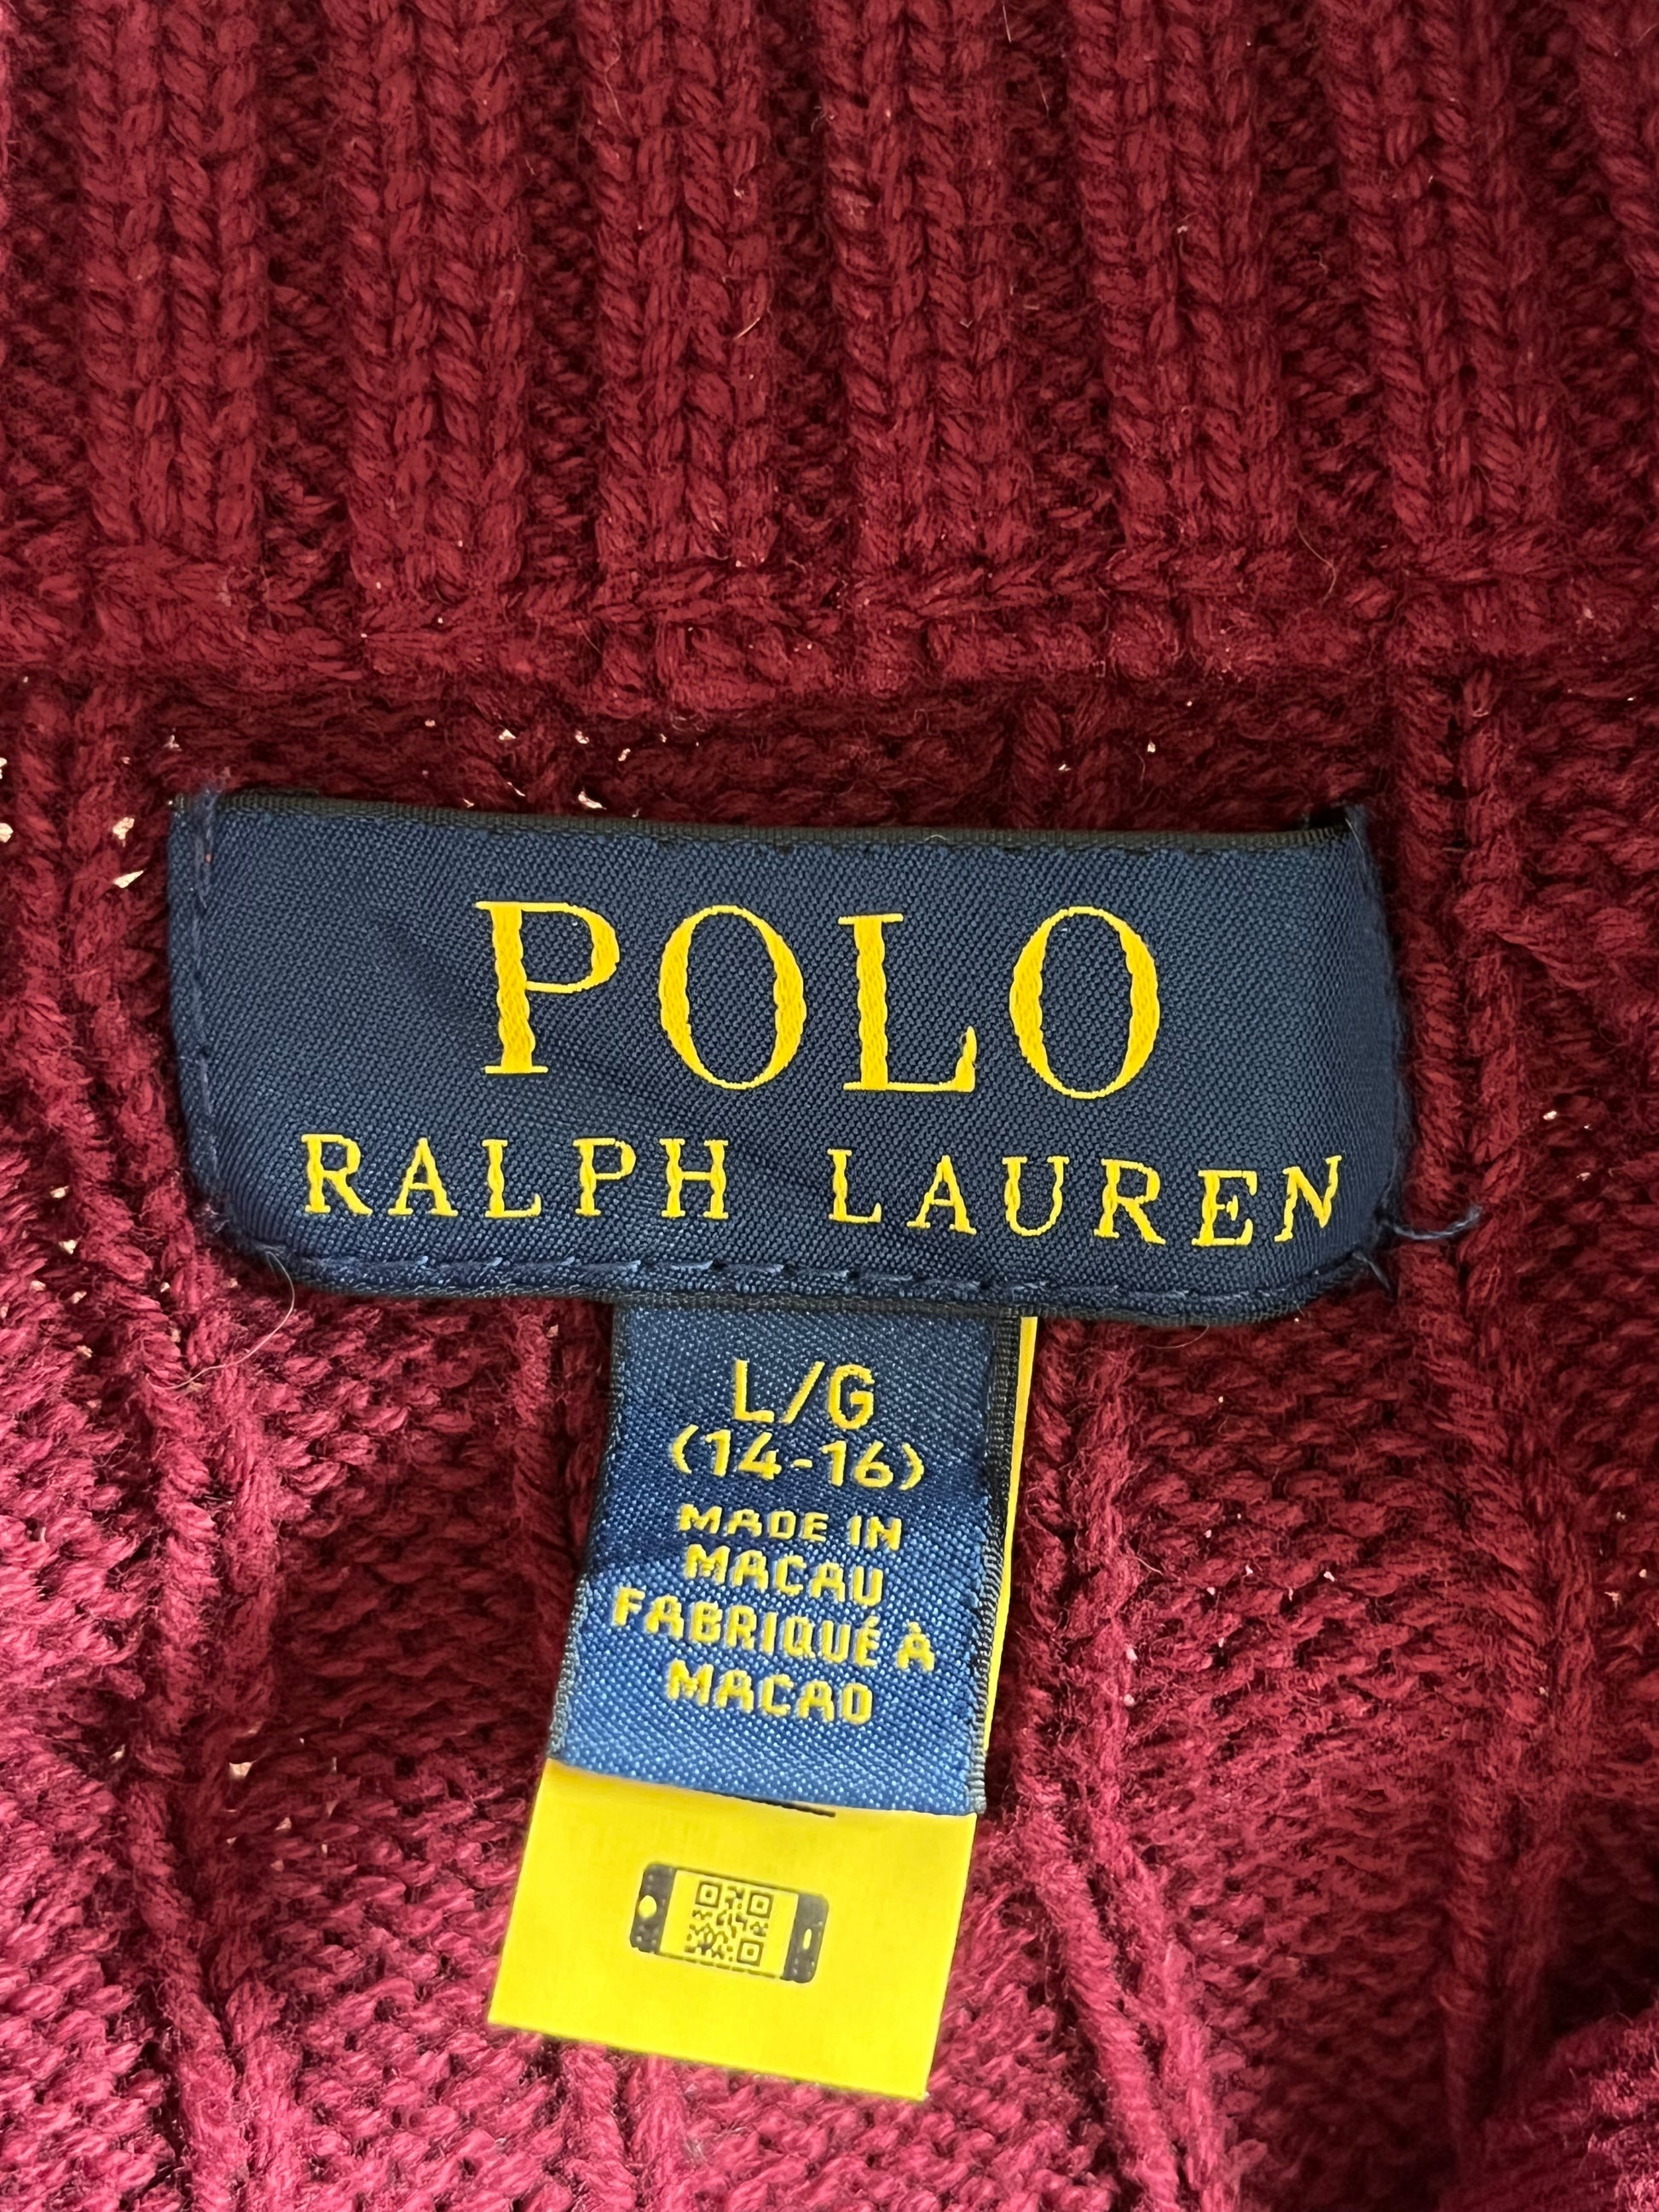 POLO
RALPH LAUREN
L/G
(14-16)
MADE IN
MACAU
FABRIQUÉ À
MACAO